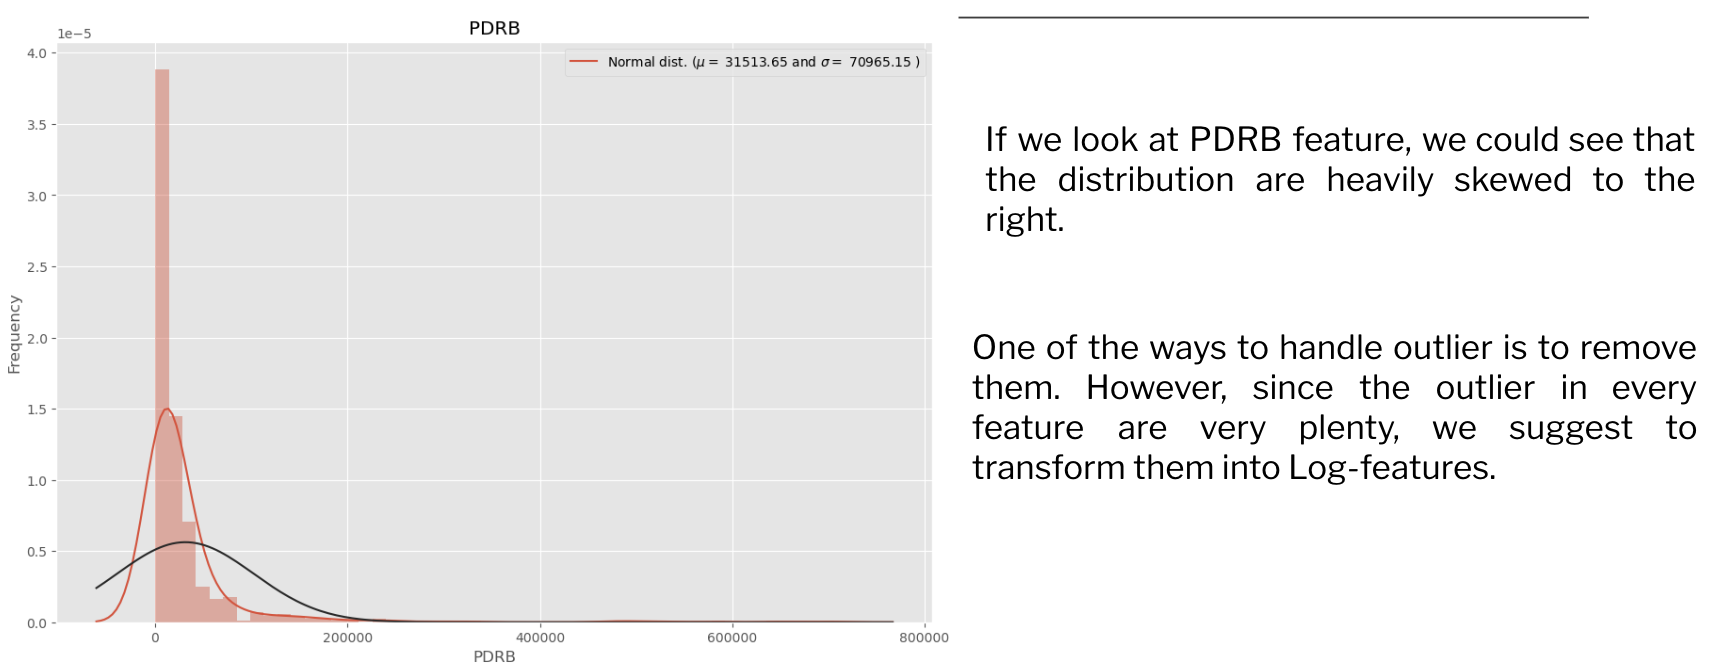 PDRB
1e−5
Normal dist. (μ = 31513.65 and σ = 70965.15 )
4.0
3.5
3.0
2.5
2.0
1.5
1.0
0.5
0.0
Frequency
0
200000
400000
600000
800000
PDRB
If we look at PDRB feature, we could see that
the distribution are heavily skewed to the
right.
One of the ways to handle outlier is to remove
them. However, since the outlier in every
feature are very plenty, we suggest to
transform them into Log-features.